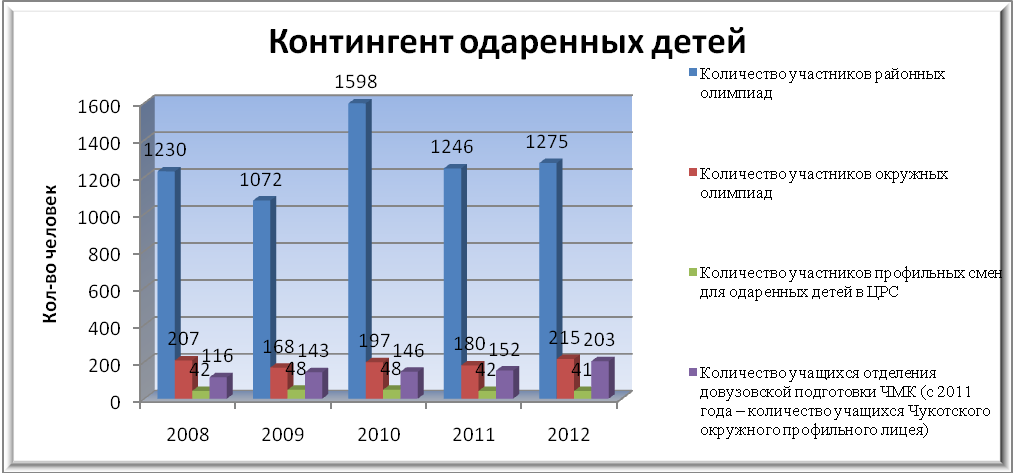 Контингент одаренных детей
Кол-во человек
1600
1400
1200
1000
800
600
400
200
0
1230
1072
1598
1246
1275
207
168
197
180
215
42
48
48
42
41
116
143
146
152
203
2008
2009
2010
2011
2012
Количество участников районных
олимпиад
Количество участников окружных
олимпиад
Количество участников профильных смен
для одаренных детей в ЦРС
Количество учащихся отделения
довузовской подготовки ЧМК (с 2011
года – количество учащихся Чукотского
окружного профильного лицея)